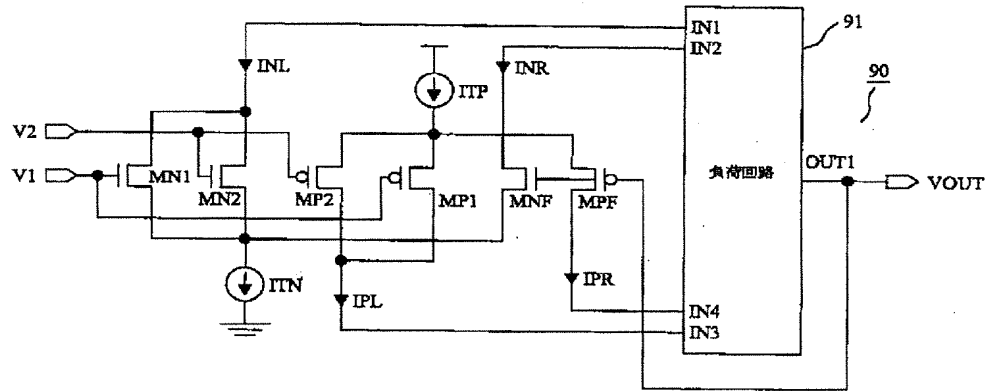 IN1
91
IN2
90
INL
INR
ITP
V2
OUT1
V1
MN1
MN2
MP2
MP1
MNF
MPF
負荷回路
VOUT
ITN
IPL
IPR
IN4
IN3